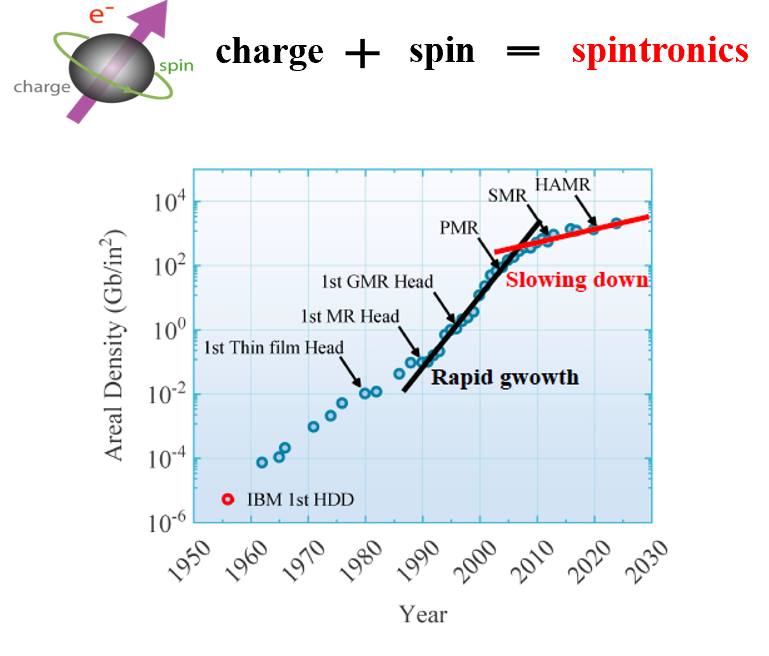 e⁻
charge + spin = spintronics
spin
charge
10⁴
HAMR
SMR
PMR
10²
Slowing down
1st GMR Head
Areal Density (Gb/in²)
1st MR Head
10⁰
1st Thin film Head
Rapid gwowth
10⁻²
10⁻⁴
IBM 1st HDD
10⁻⁶
1950 1960 1970 1980 1990 2000 2010 2020 2030
Year